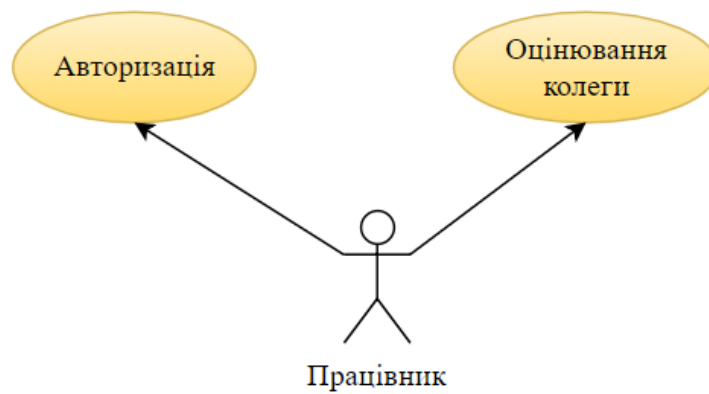 Авторизація
Оцінювання
колеги
Працівник